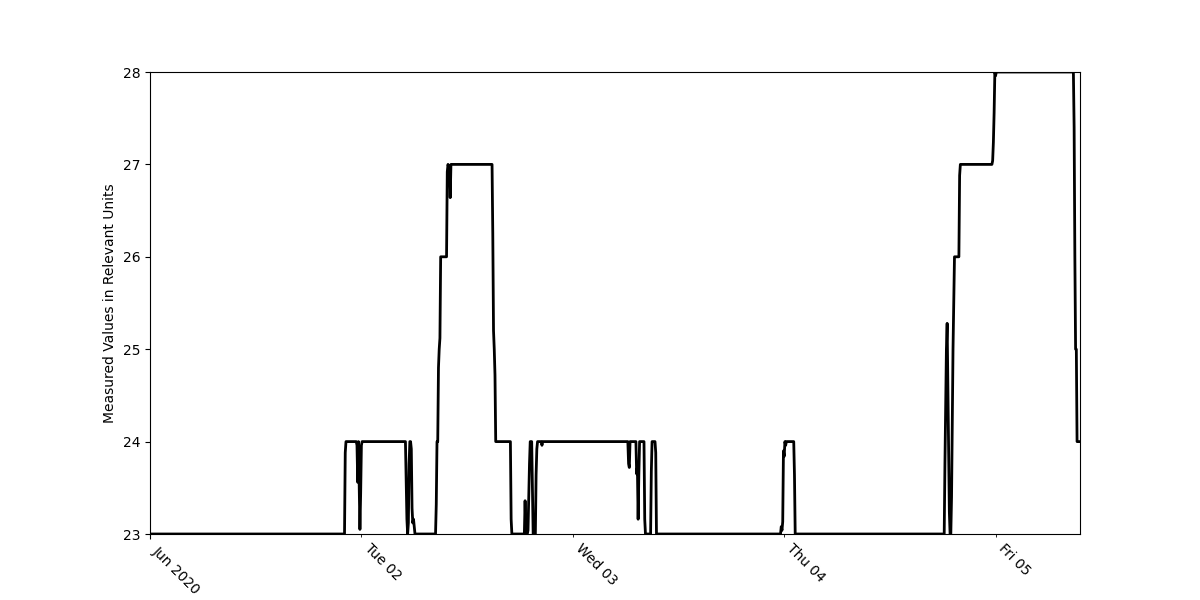 28
27
26
25
24
23
Measured Values in Relevant Units
Jun 2020
Tue 02
Wed 03
Thu 04
Fri 05